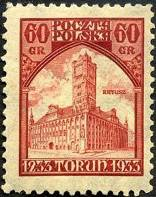 60 POCZTA 60
GR POLSKA GR
RATUSZ
1233 TORUŃ 1933